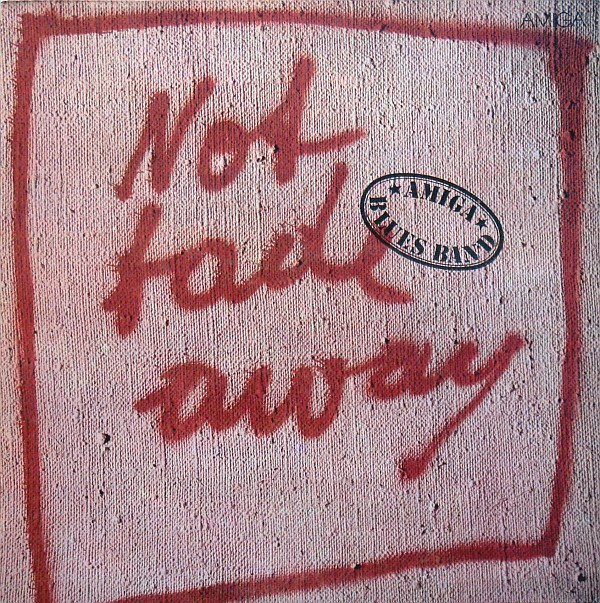 AMIGA
Not
fade
away
★ AMIGA ★
BLUES BAND